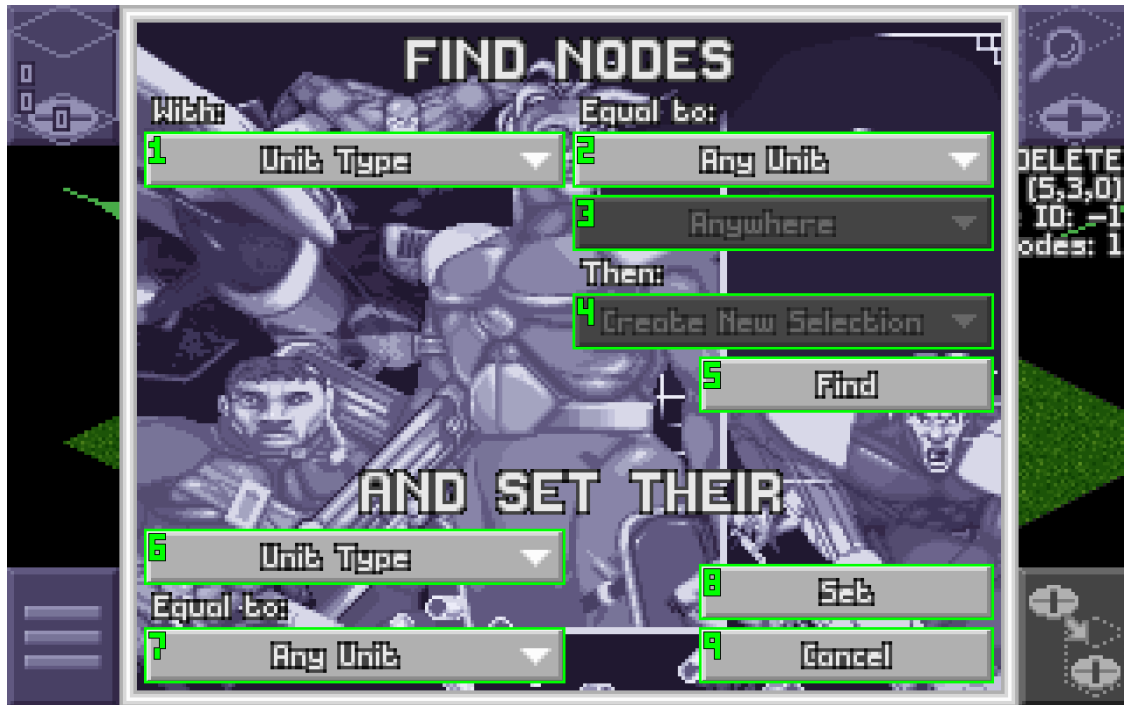 FIND NODES
With:
Equal to:
1 Unit Type
2 Any Unit
DELETE
(5,3,0)
3 Anywhere
ID: -1
odes: 1
Then:
4 Create New Selection
5 Find
AND SET THEIR
6 Unit Type
8 Set
Equal to:
7 Any Unit
9 Cancel